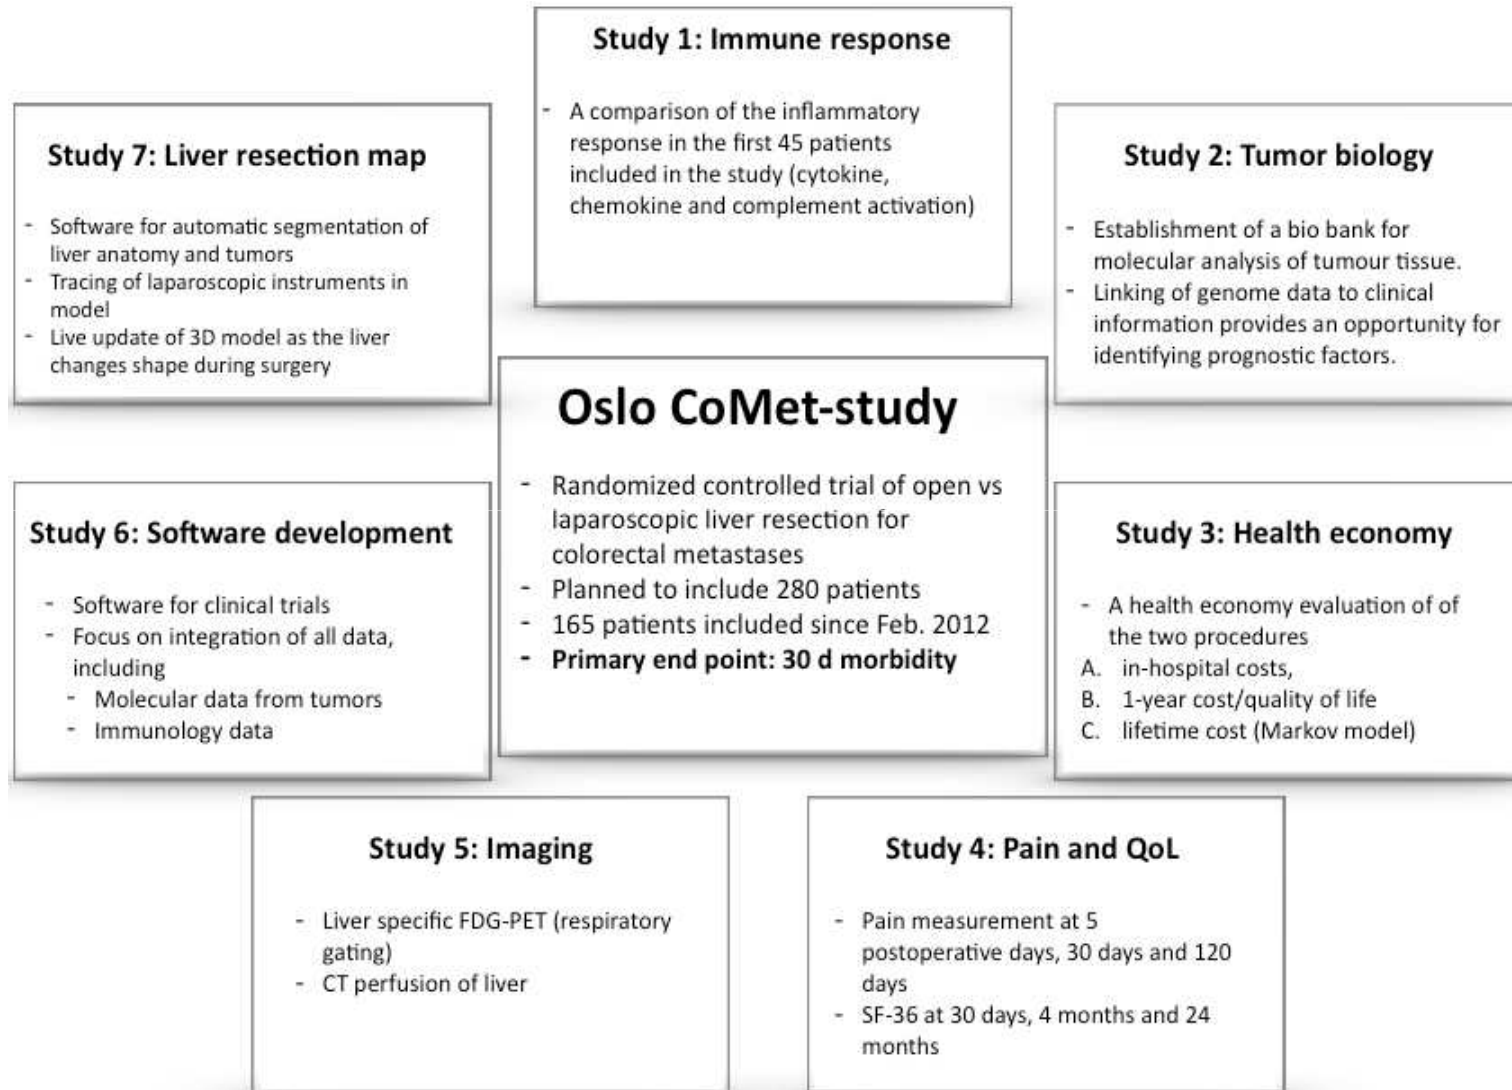 Study 1: Immune response
- A comparison of the inflammatory
response in the first 45 patients
included in the study (cytokine,
chemokine and complement activation)
Study 7: Liver resection map
- Software for automatic segmentation of
liver anatomy and tumors
- Tracing of laparoscopic instruments in
model
- Live update of 3D model as the liver
changes shape during surgery
Study 2: Tumor biology
- Establishment of a bio bank for
molecular analysis of tumour tissue.
- Linking of genome data to clinical
information provides an opportunity for
identifying prognostic factors.
Oslo CoMet-study
- Randomized controlled trial of open vs
laparoscopic liver resection for
colorectal metastases
- Planned to include 280 patients
- 165 patients included since Feb. 2012
- Primary end point: 30 d morbidity
Study 6: Software development
- Software for clinical trials
- Focus on integration of all data,
including
- Molecular data from tumors
- Immunology data
Study 3: Health economy
- A health economy evaluation of of
the two procedures
A. in-hospital costs,
B. 1-year cost/quality of life
C. lifetime cost (Markov model)
Study 5: Imaging
- Liver specific FDG-PET (respiratory
gating)
- CT perfusion of liver
Study 4: Pain and QoL
- Pain measurement at 5
postoperative days, 30 days and 120
days
- SF-36 at 30 days, 4 months and 24
months